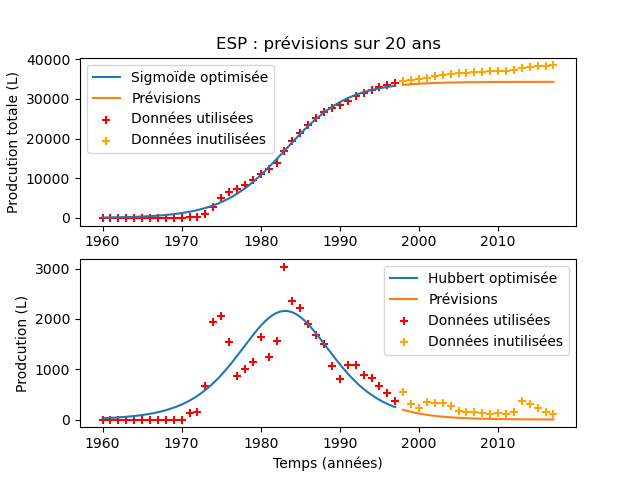 ESP : prévisions sur 20 ans
Prodcution totale (L)
40000
30000
20000
10000
0
Sigmoïde optimisée
Prévisions
Données utilisées
Données inutilisées
1960 1970 1980 1990 2000 2010
Prodcution (L)
3000
2000
1000
0
Hubbert optimisée
Prévisions
Données utilisées
Données inutilisées
1960 1970 1980 1990 2000 2010
Temps (années)